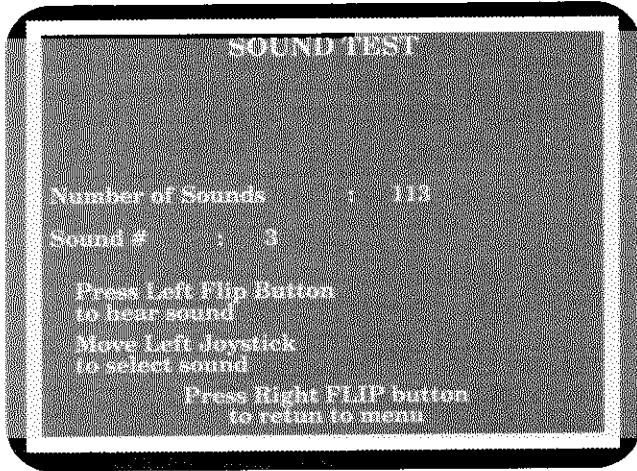 SOUND TEST
Number of Sounds : 113
Sound # : 3
Press Left Flip Button
to hear sound
Move Left Joystick
to select sound
Press Right FLIP button
to retun to menu